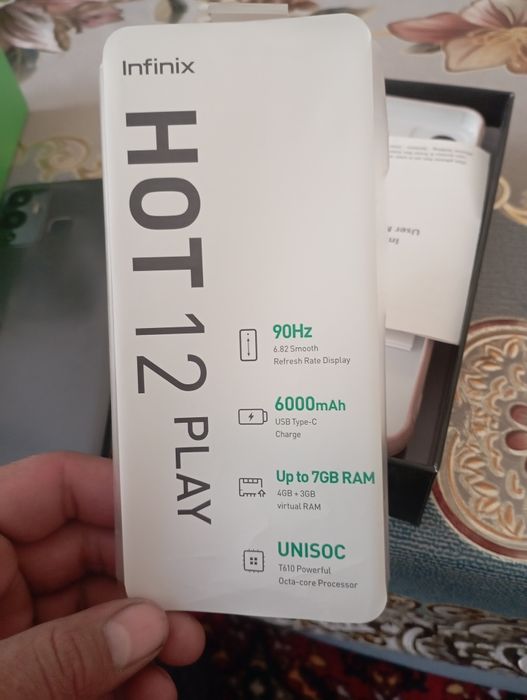 Infinix
HOT 12 PLAY
90Hz
6.82 Smooth
Refresh Rate Display
6000mAh
USB Type-C
Charge
Up to 7GB RAM
4GB + 3GB
virtual RAM
UNISOC
T610 Powerful
Octa-core Processor
User